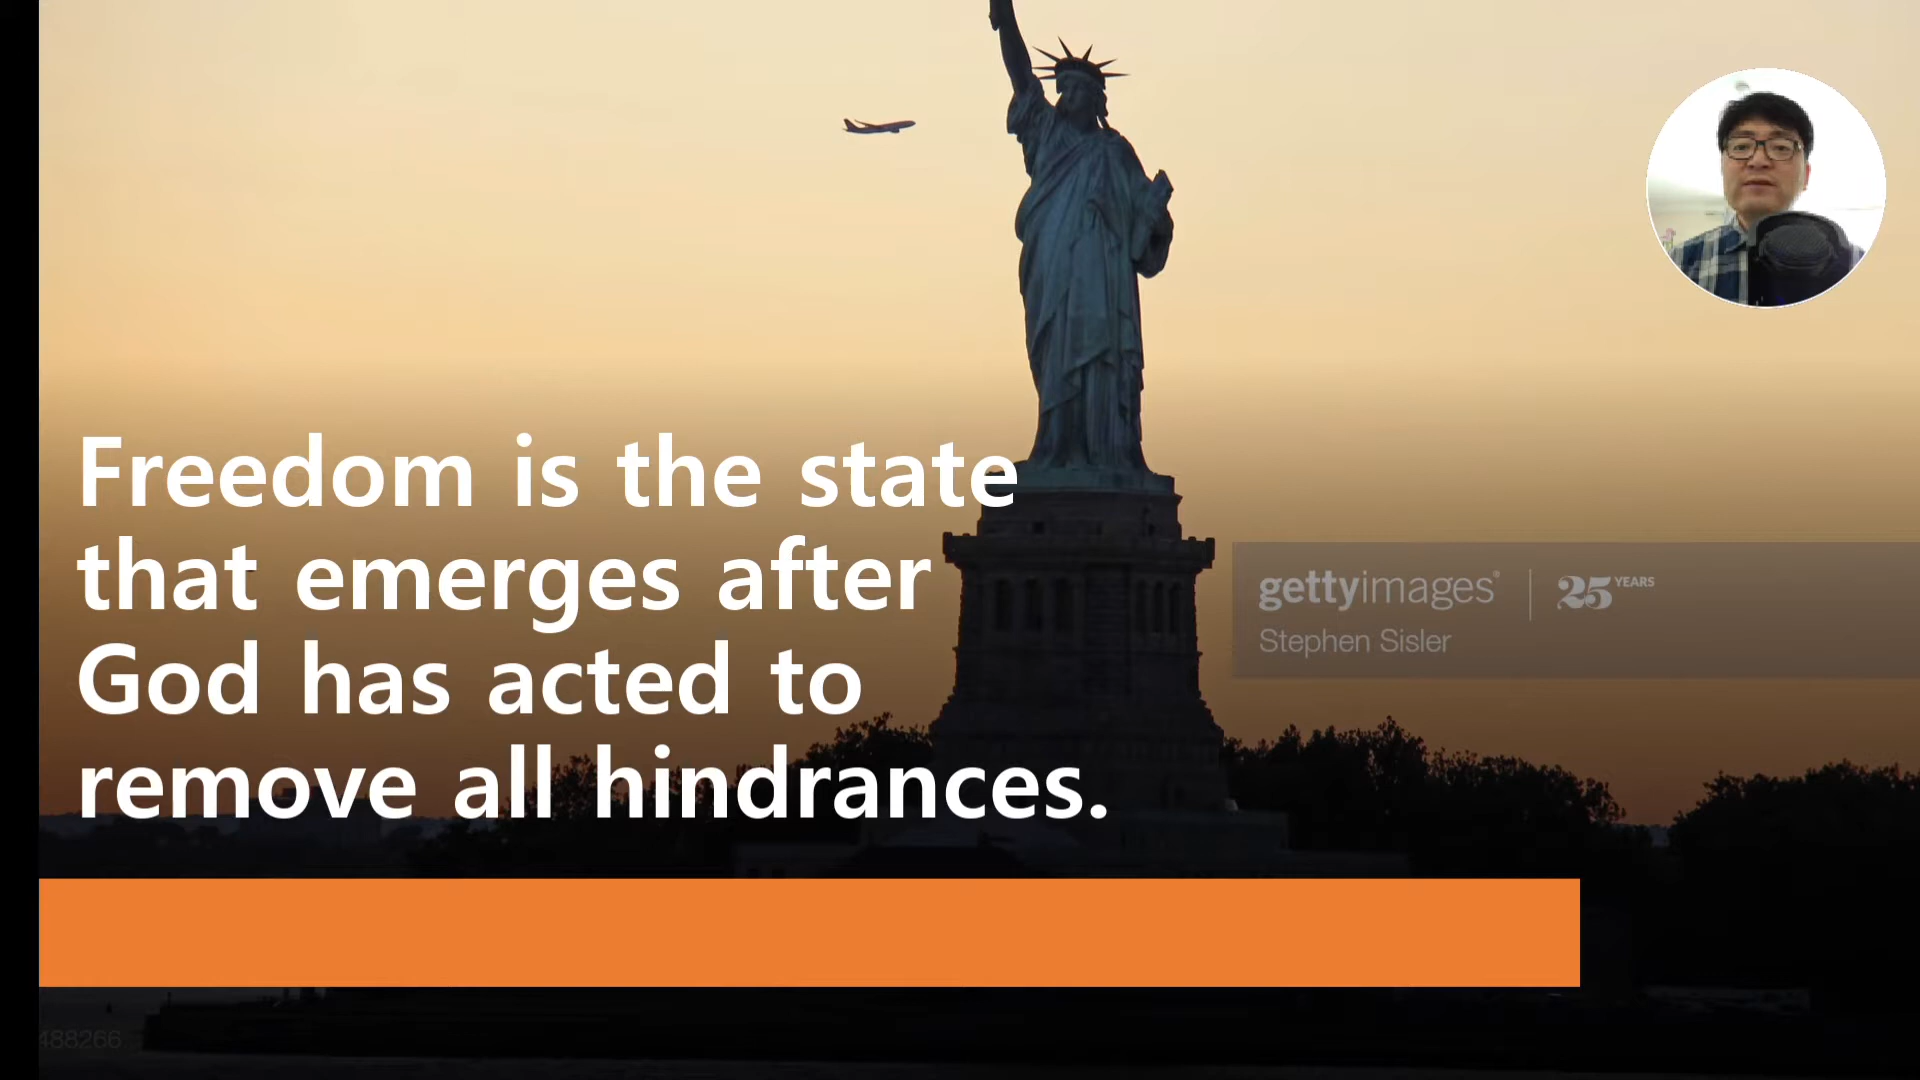 Freedom is the state
that emerges after
God has acted to
remove all hindrances.
gettyimages® | 25 YEARS
Stephen Sisler
488266